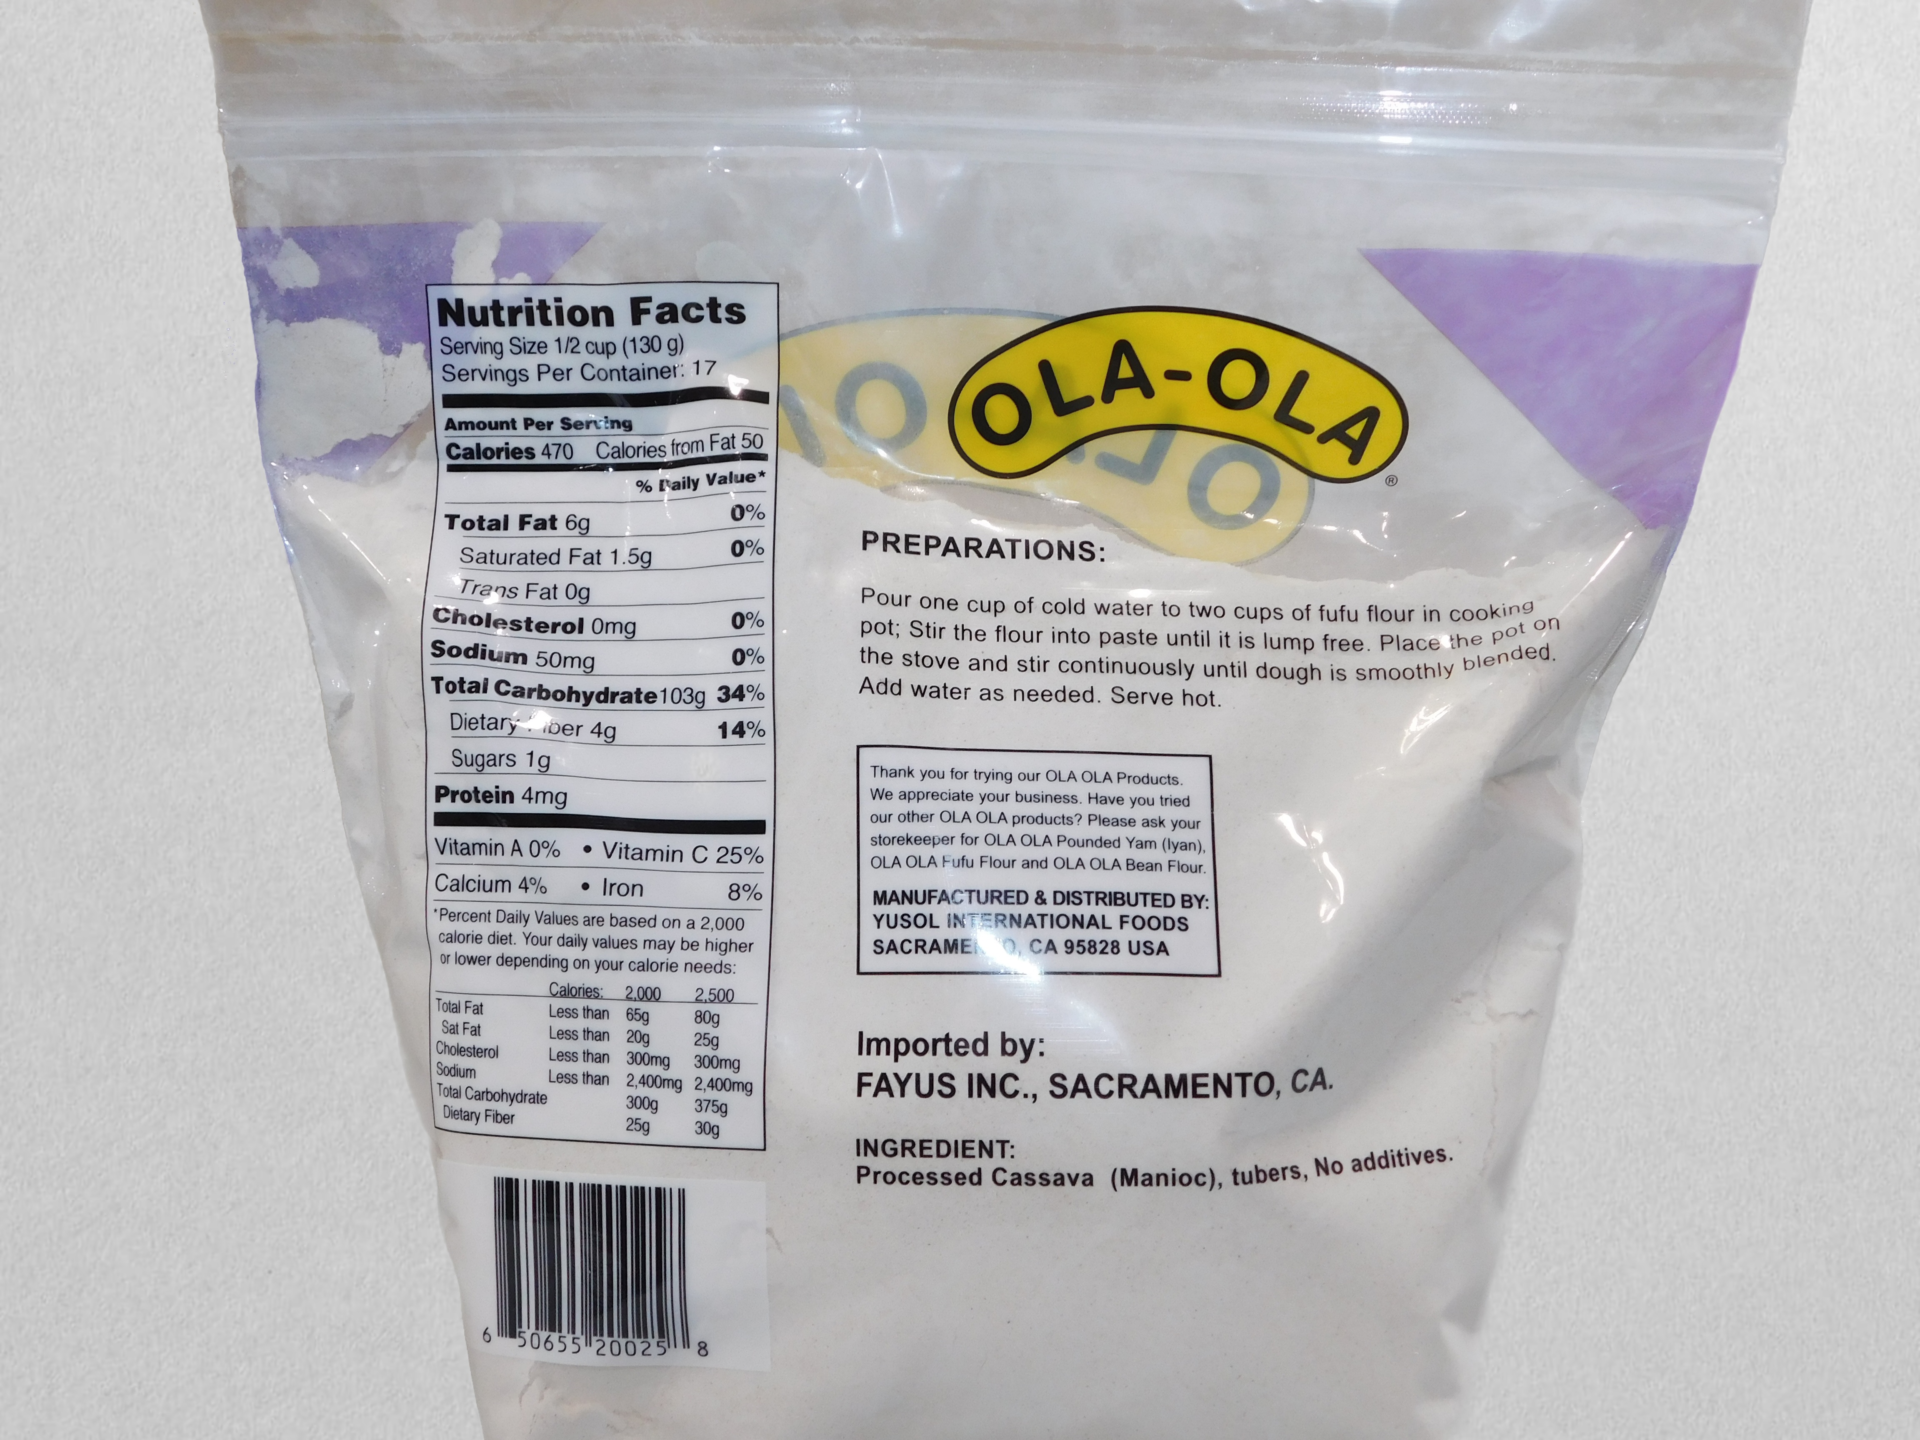 Nutrition Facts
Serving Size 1/2 cup (130 g)
Servings Per Container: 17
Amount Per Serving
Calories 470 Calories from Fat 50
% Daily Value*
Total Fat 6g 0%
Saturated Fat 1.5g 0%
Trans Fat 0g
Cholesterol 0mg 0%
Sodium 50mg 0%
Total Carbohydrate 103g 34%
Dietary Fiber 4g 14%
Sugars 1g
Protein 4mg
Vitamin A 0% • Vitamin C 25%
Calcium 4% • Iron 8%
*Percent Daily Values are based on a 2,000
calorie diet. Your daily values may be higher
or lower depending on your calorie needs:
Calories: 2,000 2,500
Total Fat Less than 65g 80g
Sat Fat Less than 20g 25g
Cholesterol Less than 300mg 300mg
Sodium Less than 2,400mg 2,400mg
Total Carbohydrate 300g 375g
Dietary Fiber 25g 30g
6 50655 20025 8
OLA-OLA®
PREPARATIONS:
Pour one cup of cold water to two cups of fufu flour in cooking
pot; Stir the flour into paste until it is lump free. Place the pot on
the stove and stir continuously until dough is smoothly blended.
Add water as needed. Serve hot.
Thank you for trying our OLA OLA Products.
We appreciate your business. Have you tried
our other OLA OLA products? Please ask your
storekeeper for OLA OLA Pounded Yam (Iyan),
OLA OLA Fufu Flour and OLA OLA Bean Flour.
MANUFACTURED & DISTRIBUTED BY:
YUSOL INTERNATIONAL FOODS
SACRAMENTO, CA 95828 USA
Imported by:
FAYUS INC., SACRAMENTO, CA.
INGREDIENT:
Processed Cassava (Manioc), tubers, No additives.